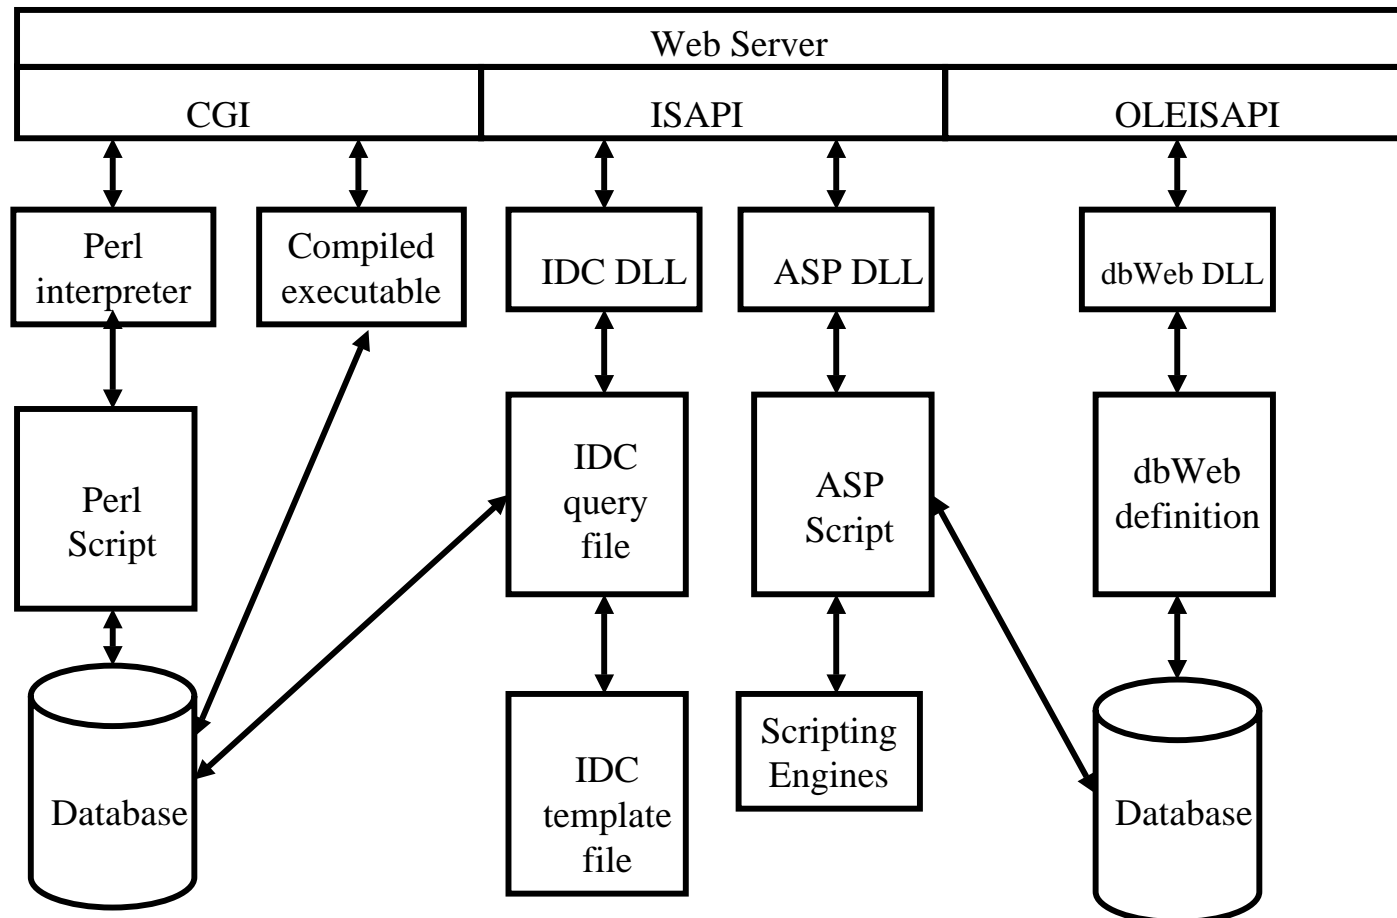 Web Server
CGI
ISAPI
OLEISAPI
Perl
interpreter
Compiled
executable
IDC DLL
ASP DLL
dbWeb DLL
Perl
Script
IDC
query
file
ASP
Script
dbWeb
definition
Database
IDC
template
file
Scripting
Engines
Database